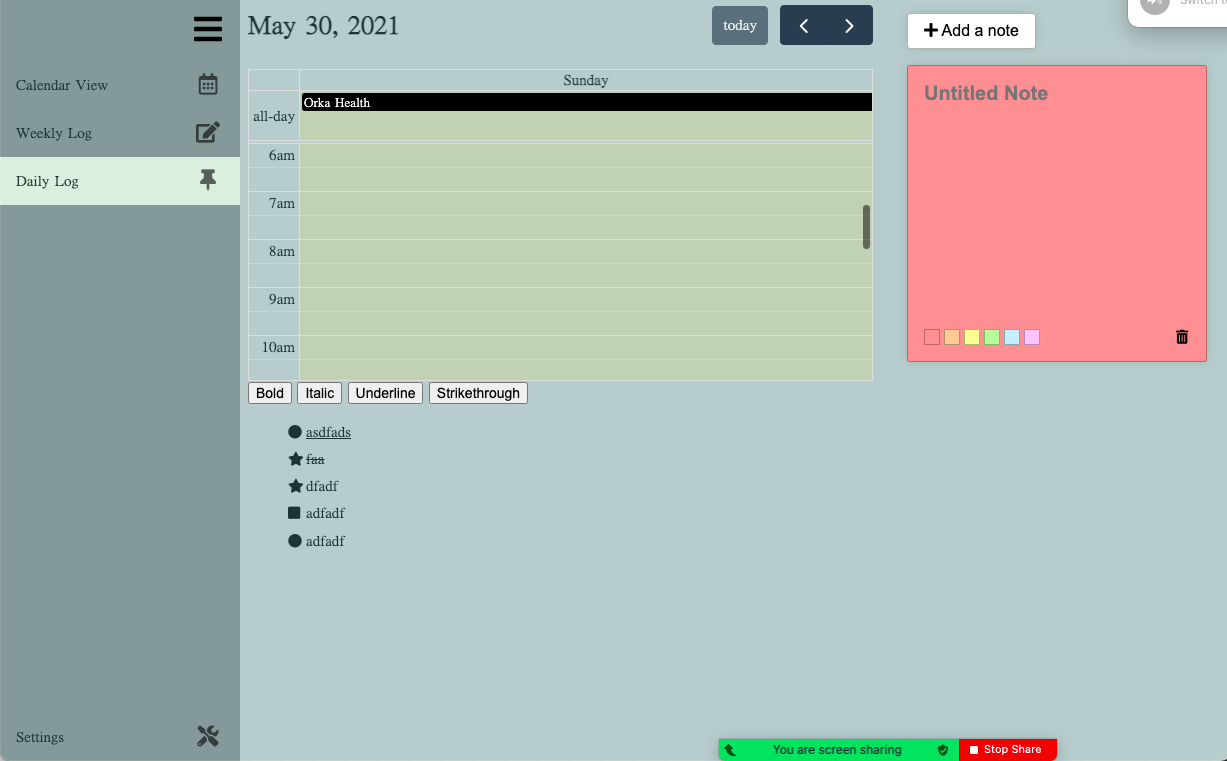 Calendar View
Weekly Log
Daily Log
Settings
May 30, 2021
today
Sunday
all-day
Orka Health
6am
7am
8am
9am
10am
Bold Italic Underline Strikethrough
asdfads
faa
dfadf
adfadf
adfadf
Add a note
Untitled Note
You are screen sharing
Stop Share